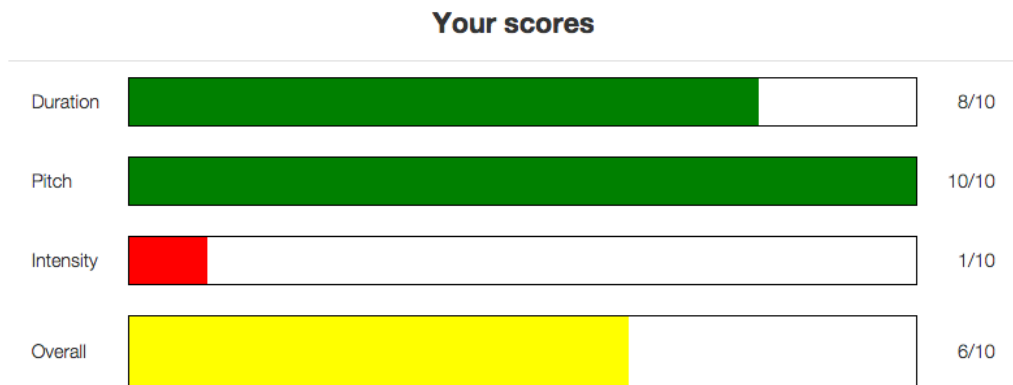 Your scores
Duration 8/10
Pitch 10/10
Intensity 1/10
Overall 6/10